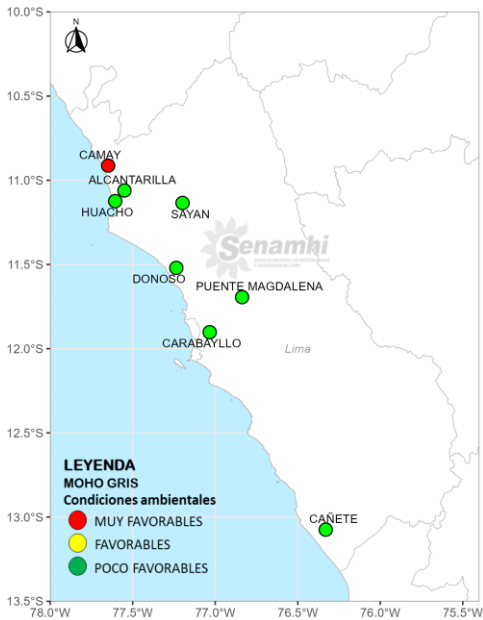 10.0°S
N
10.5°S
CAMAY
11.0°S
ALCANTARILLA
HUACHO
SAYAN
Senamhi
11.5°S
DONOSO
PUENTE MAGDALENA
12.0°S
CARABAYLLO
Lima
12.5°S
LEYENDA
MOHO GRIS
Condiciones ambientales
MUY FAVORABLES
FAVORABLES
POCO FAVORABLES
13.0°S
CAÑETE
13.5°S
78.0°W
77.5°W
77.0°W
76.5°W
76.0°W
75.5°W